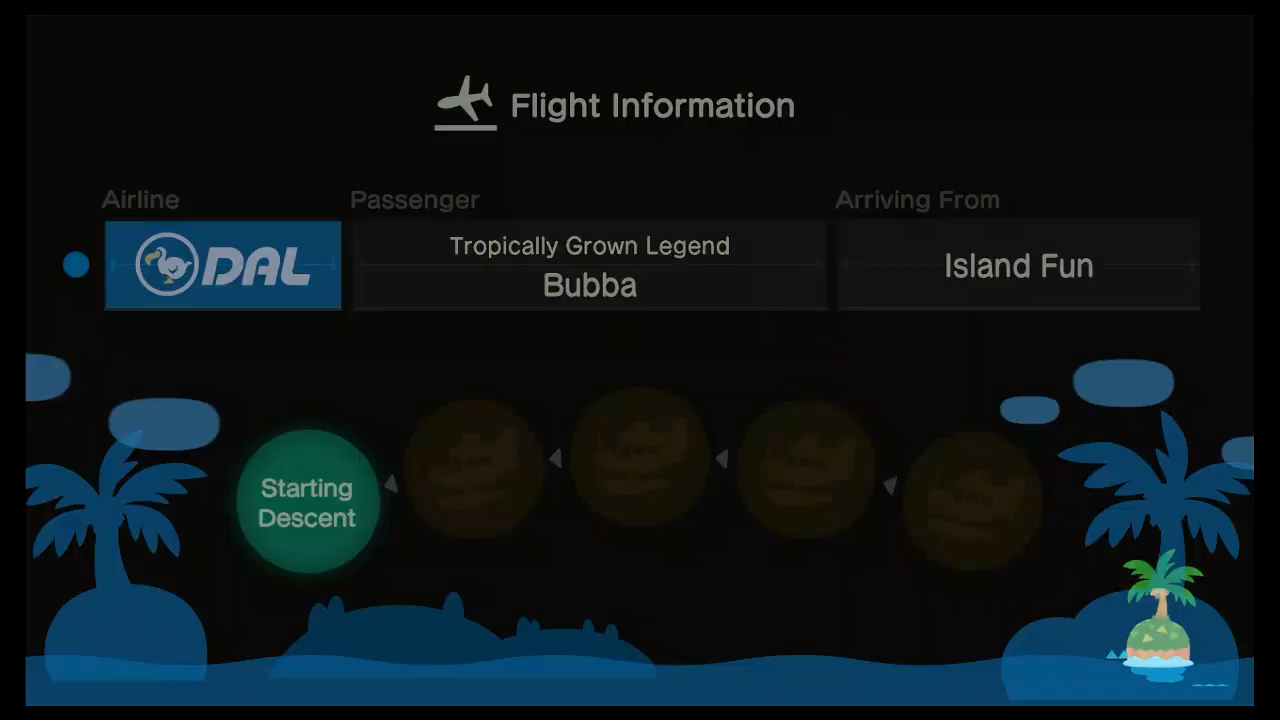 Flight Information
Airline
Passenger
Arriving From
DAL
Tropically Grown Legend
Bubba
Island Fun
Starting
Descent